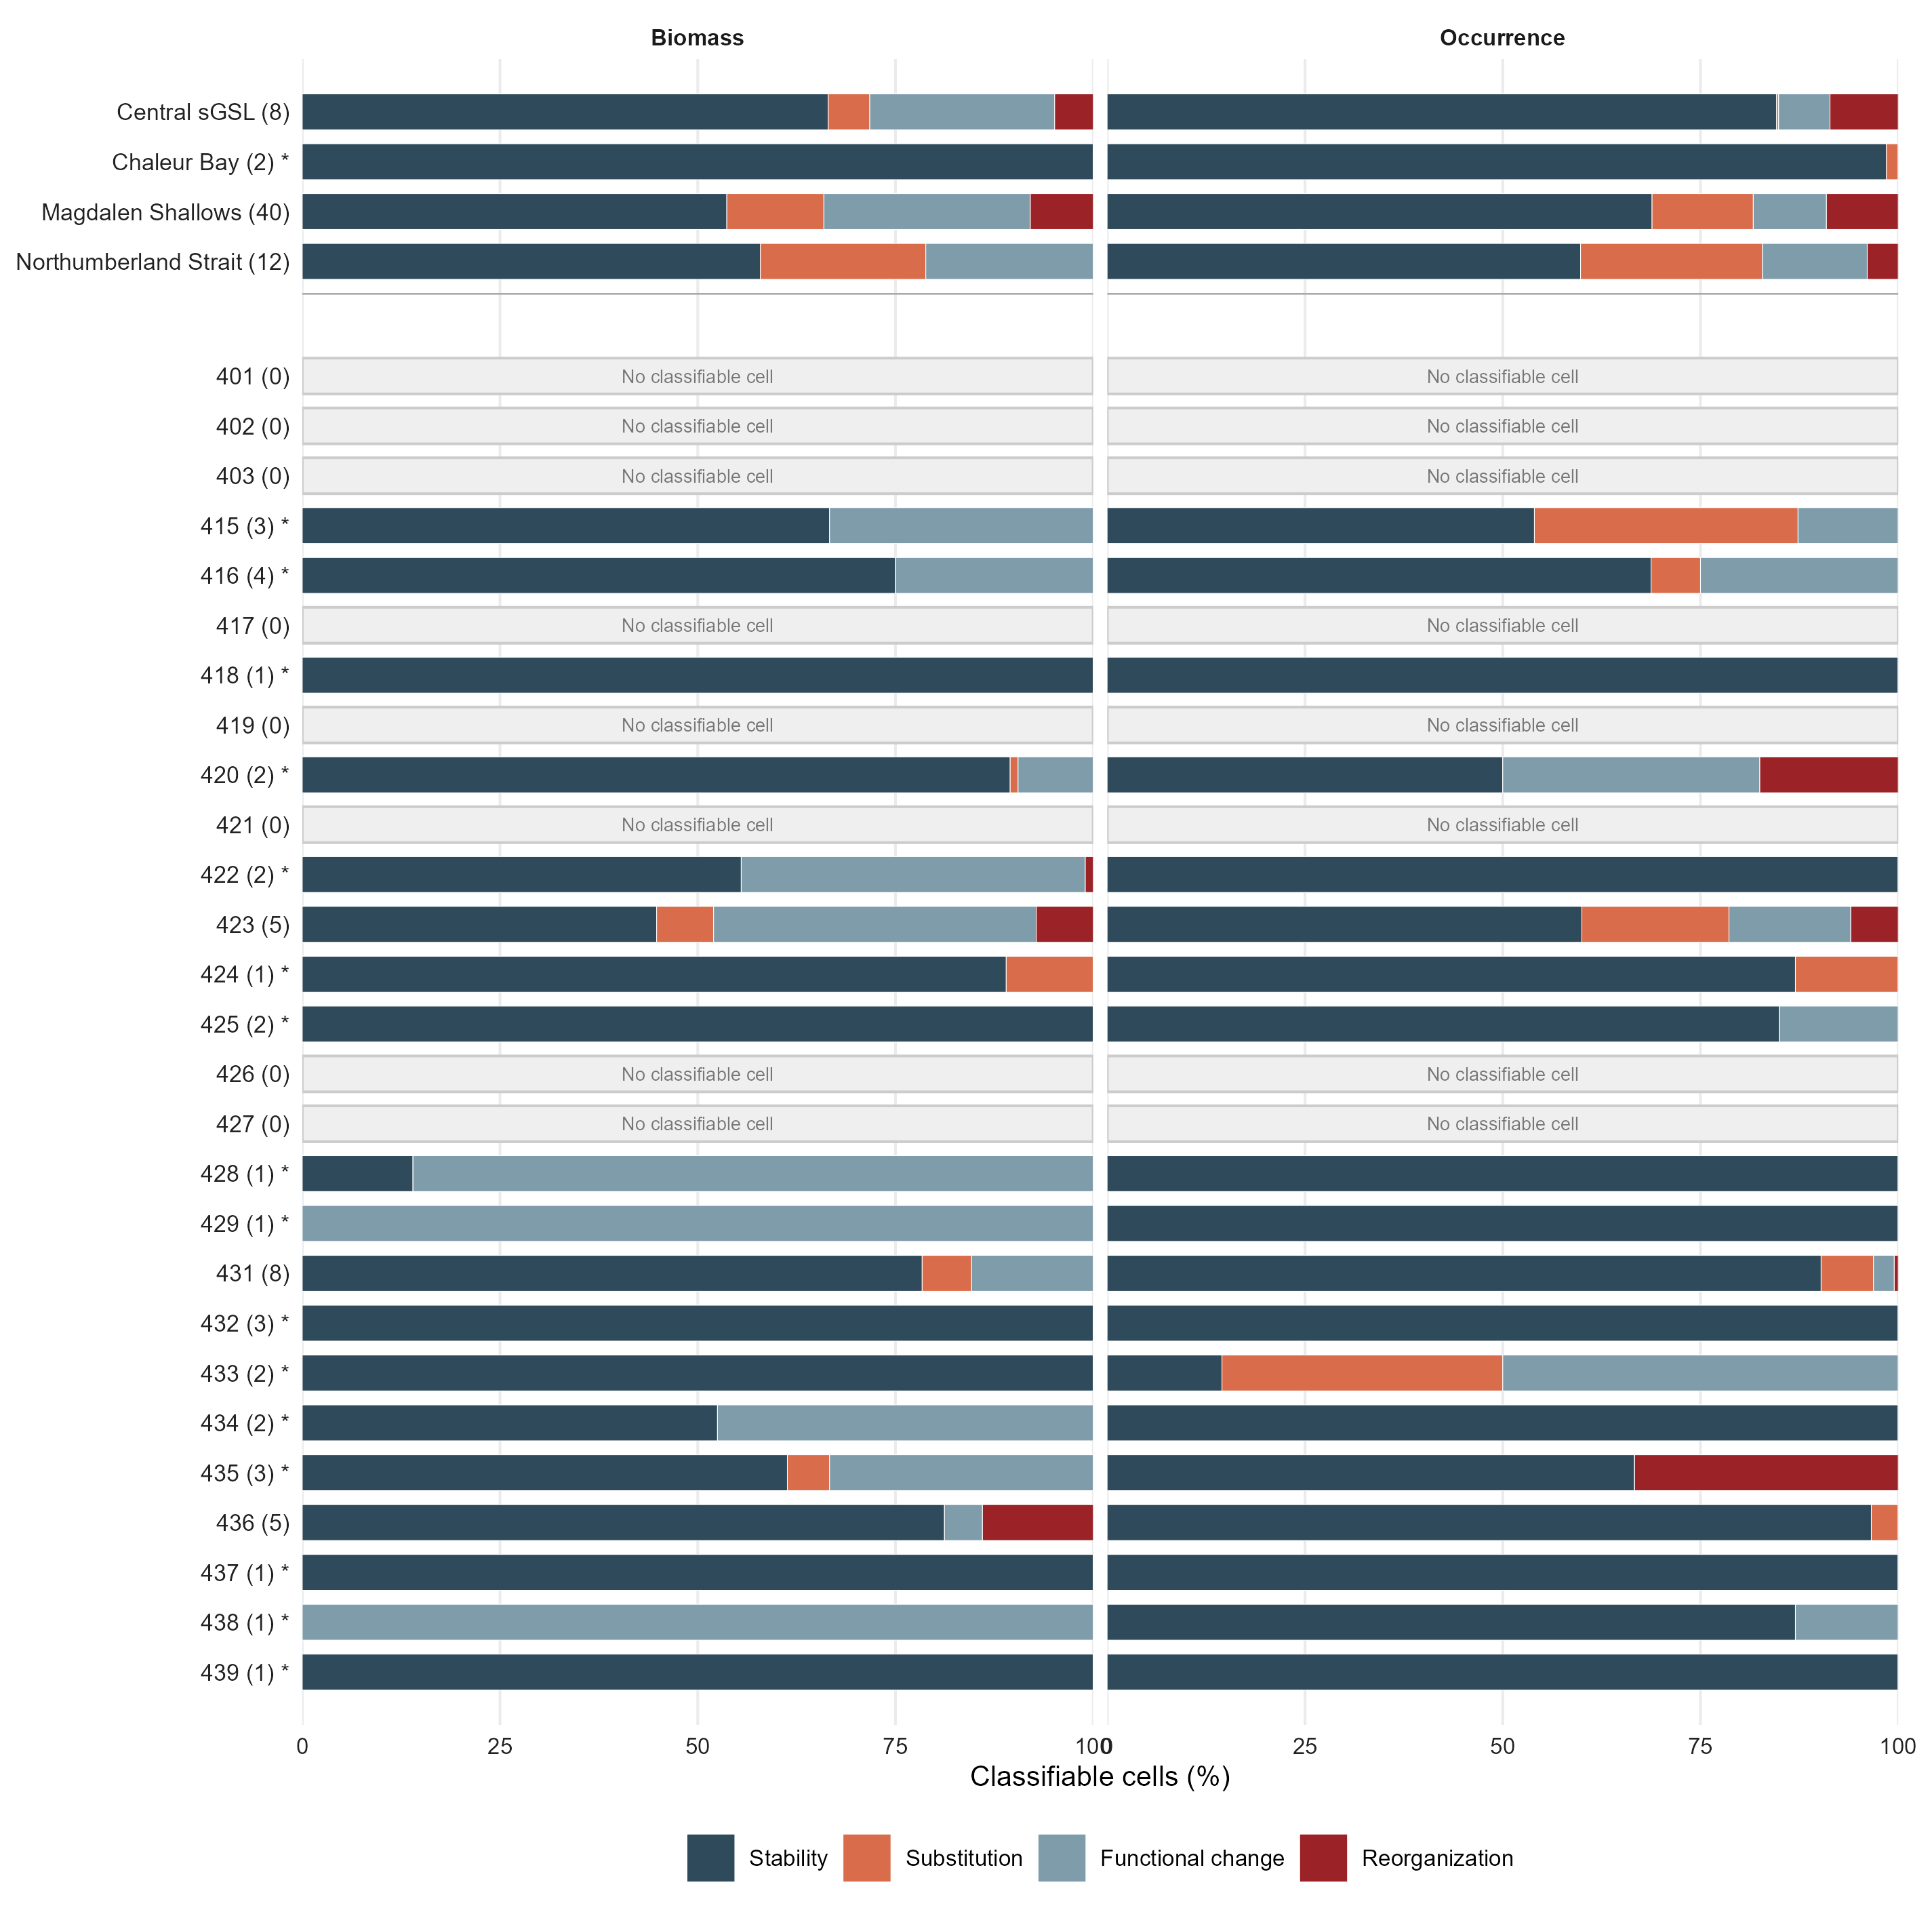 Biomass Occurrence
Central sGSL (8)
Chaleur Bay (2) *
Magdalen Shallows (40)
Northumberland Strait (12)
401 (0) No classifiable cell No classifiable cell
402 (0) No classifiable cell No classifiable cell
403 (0) No classifiable cell No classifiable cell
415 (3) *
416 (4) *
417 (0) No classifiable cell No classifiable cell
418 (1) *
419 (0) No classifiable cell No classifiable cell
420 (2) *
421 (0) No classifiable cell No classifiable cell
422 (2) *
423 (5)
424 (1) *
425 (2) *
426 (0) No classifiable cell No classifiable cell
427 (0) No classifiable cell No classifiable cell
428 (1) *
429 (1) *
431 (8)
432 (3) *
433 (2) *
434 (2) *
435 (3) *
436 (5)
437 (1) *
438 (1) *
439 (1) *
0 25 50 75 100 0 25 50 75 100
Classifiable cells (%)
Stability Substitution Functional change Reorganization